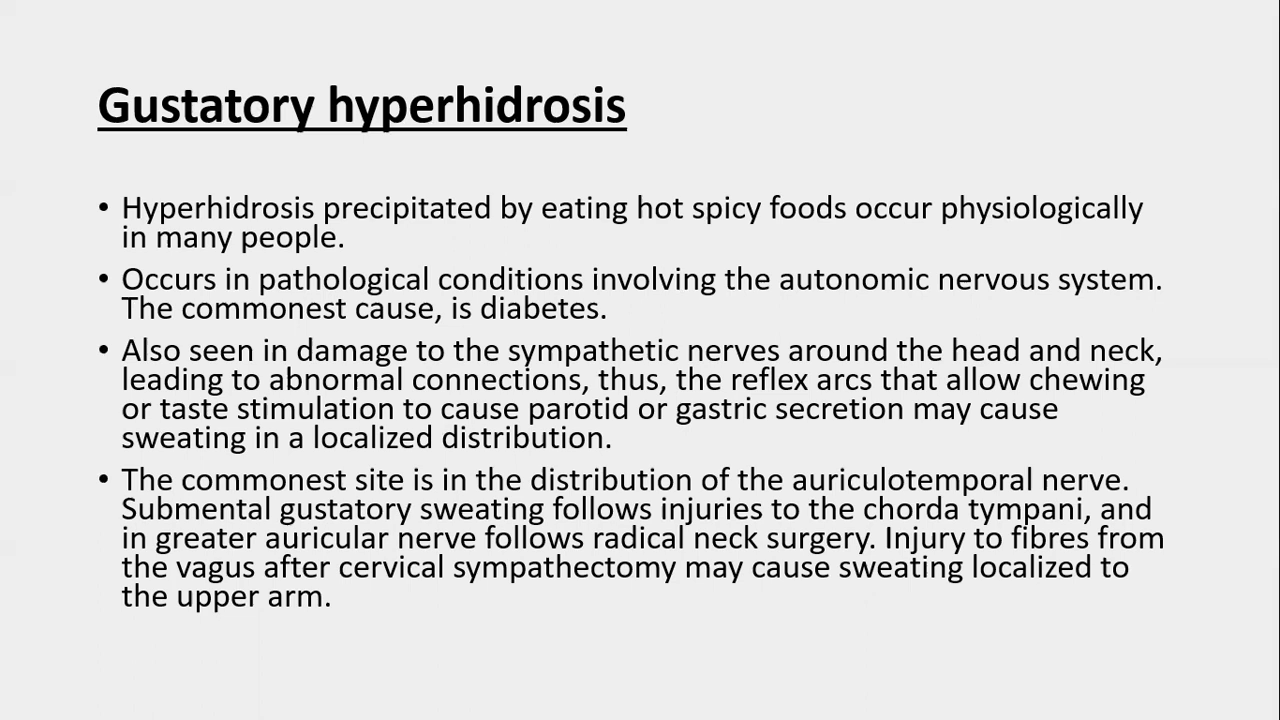 Gustatory hyperhidrosis
• Hyperhidrosis precipitated by eating hot spicy foods occur physiologically
in many people.
• Occurs in pathological conditions involving the autonomic nervous system.
The commonest cause, is diabetes.
• Also seen in damage to the sympathetic nerves around the head and neck,
leading to abnormal connections, thus, the reflex arcs that allow chewing
or taste stimulation to cause parotid or gastric secretion may cause
sweating in a localized distribution.
• The commonest site is in the distribution of the auriculotemporal nerve.
Submental gustatory sweating follows injuries to the chorda tympani, and
in greater auricular nerve follows radical neck surgery. Injury to fibres from
the vagus after cervical sympathectomy may cause sweating localized to
the upper arm.